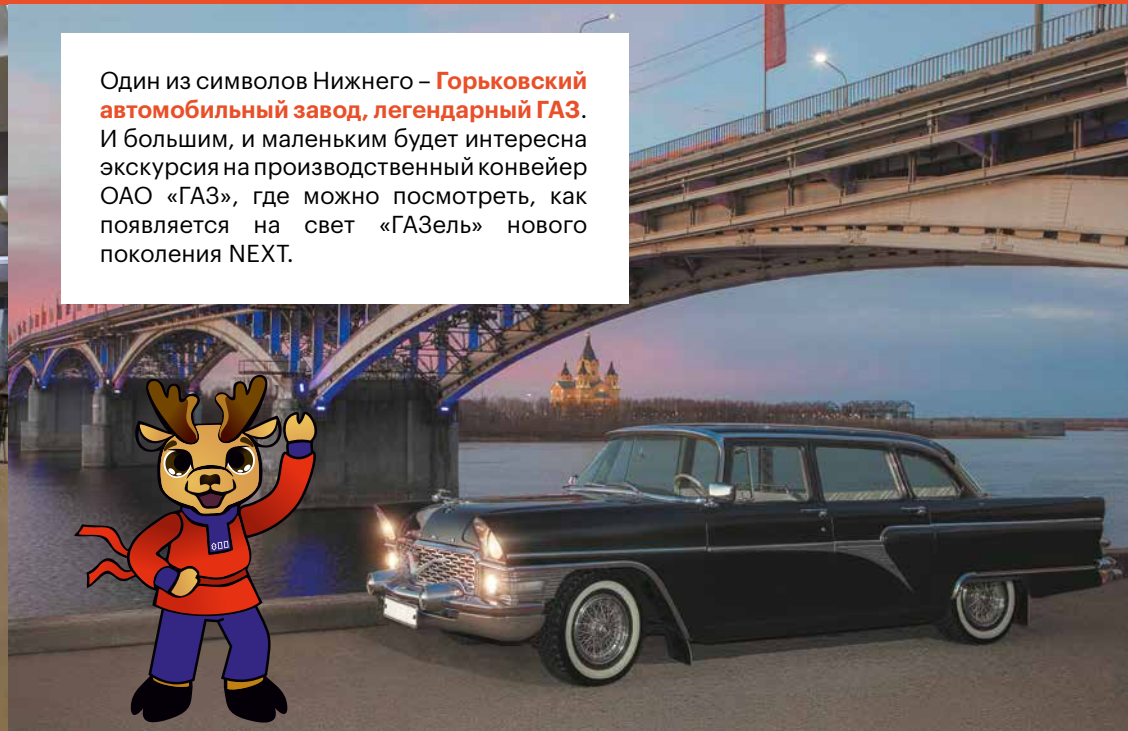 Один из символов Нижнего – Горьковский
автомобильный завод, легендарный ГАЗ.
И большим, и маленьким будет интересна
экскурсия на производственный конвейер
ОАО «ГАЗ», где можно посмотреть, как
появляется на свет «ГАЗель» нового
поколения NEXT.